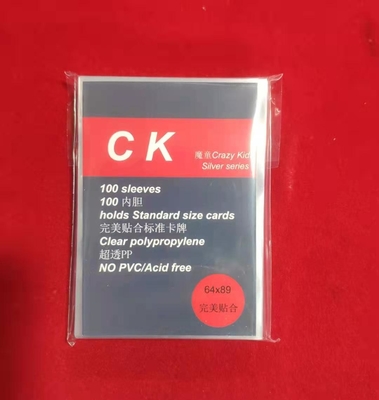 CK
魔童Crazy Kid
Silver series
100 sleeves
100 内胆
holds Standard size cards
完美贴合标准卡牌
Clear polypropylene
超透PP
NO PVC/Acid free
64x89
完美贴合